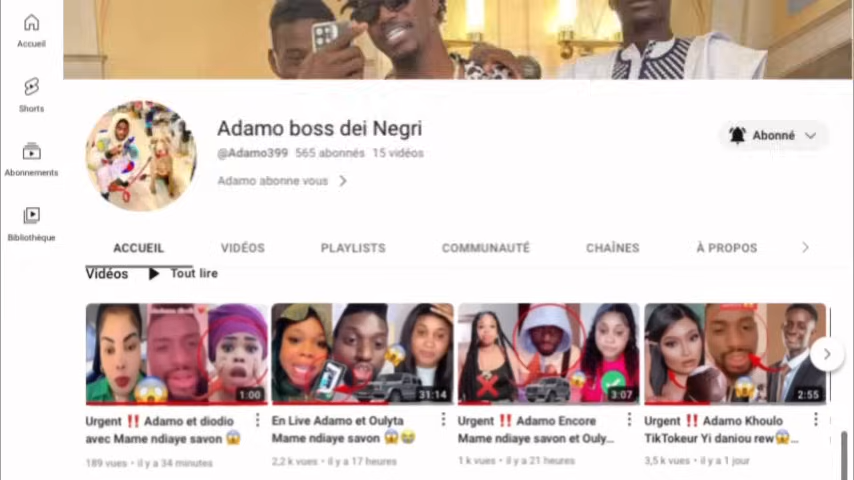 Accueil
Shorts
Abonnements
Bibliothèque
Adamo boss dei Negri
@Adamo399 565 abonnés 15 vidéos
Adamo abonne vous
Abonné
ACCUEIL VIDÉOS PLAYLISTS COMMUNAUTÉ CHAÎNES À PROPOS
Vidéos Tout lire
1:00
31:14
3:07
2:55
Urgent ‼️ Adamo et diodio
avec Mame ndiaye savon 😱
189 vues • il y a 34 minutes
En Live Adamo et Oulyta
Mame ndiaye savon 😱😭
2,2 k vues • il y a 17 heures
Urgent ‼️ Adamo Encore
Mame ndiaye savon et Ouly...
1 k vues • il y a 21 heures
Urgent ‼️ Adamo Khoulo
TikTokeur Yi daniou rew😱...
3,5 k vues • il y a 1 jour